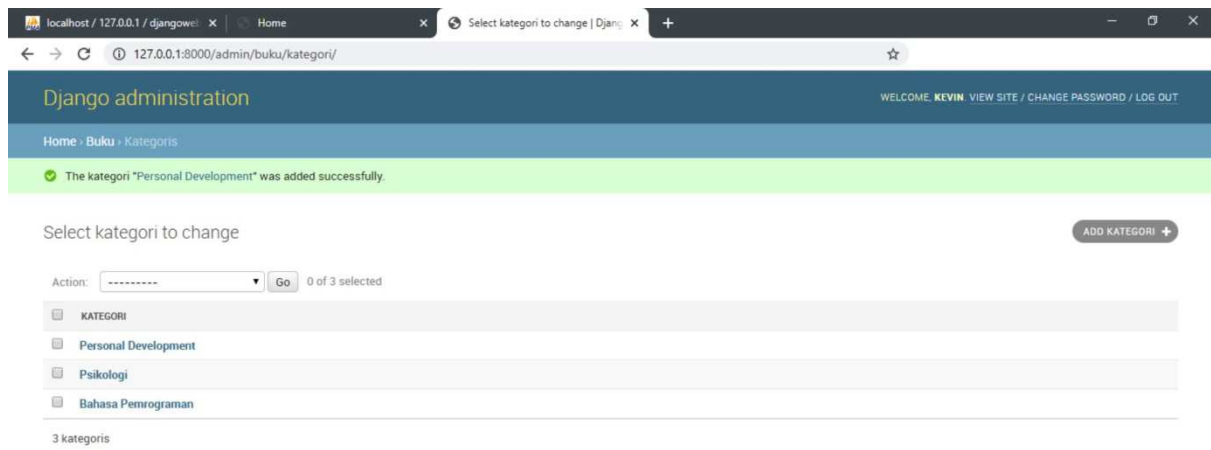 localhost / 127.0.0.1 / djangoweb
Home
Select kategori to change | Djang
127.0.0.1:8000/admin/buku/kategori/
Django administration
WELCOME, KEVIN. VIEW SITE / CHANGE PASSWORD / LOG OUT
Home › Buku › Kategoris
The kategori "Personal Development" was added successfully.
Select kategori to change
ADD KATEGORI +
Action: --------- Go 0 of 3 selected
KATEGORI
Personal Development
Psikologi
Bahasa Pemrograman
3 kategoris